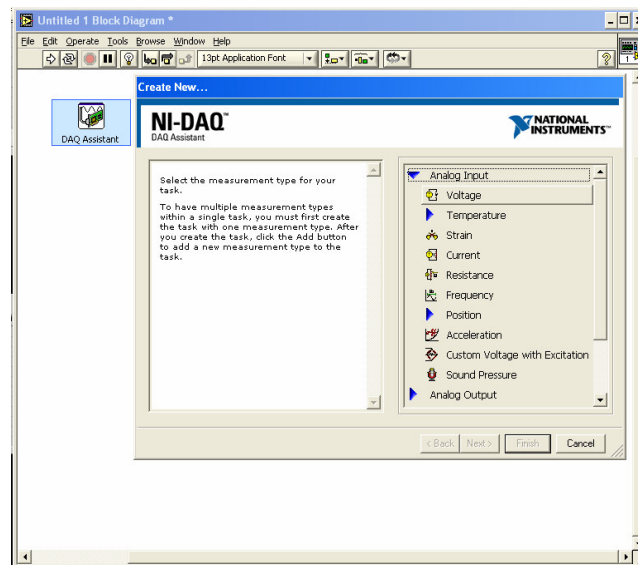 Untitled 1 Block Diagram *
File Edit Operate Tools Browse Window Help
13pt Application Font
?
1
DAQ Assistant
Create New...
NI-DAQ™
DAQ Assistant
NATIONAL
INSTRUMENTS™
Select the measurement type for your
task.
To have multiple measurement types
within a single task, you must first create
the task with one measurement type. After
you create the task, click the Add button
to add a new measurement type to the
task.
Analog Input
Voltage
Temperature
Strain
Current
Resistance
Frequency
Position
Acceleration
Custom Voltage with Excitation
Sound Pressure
Analog Output
< Back Next > Finish Cancel